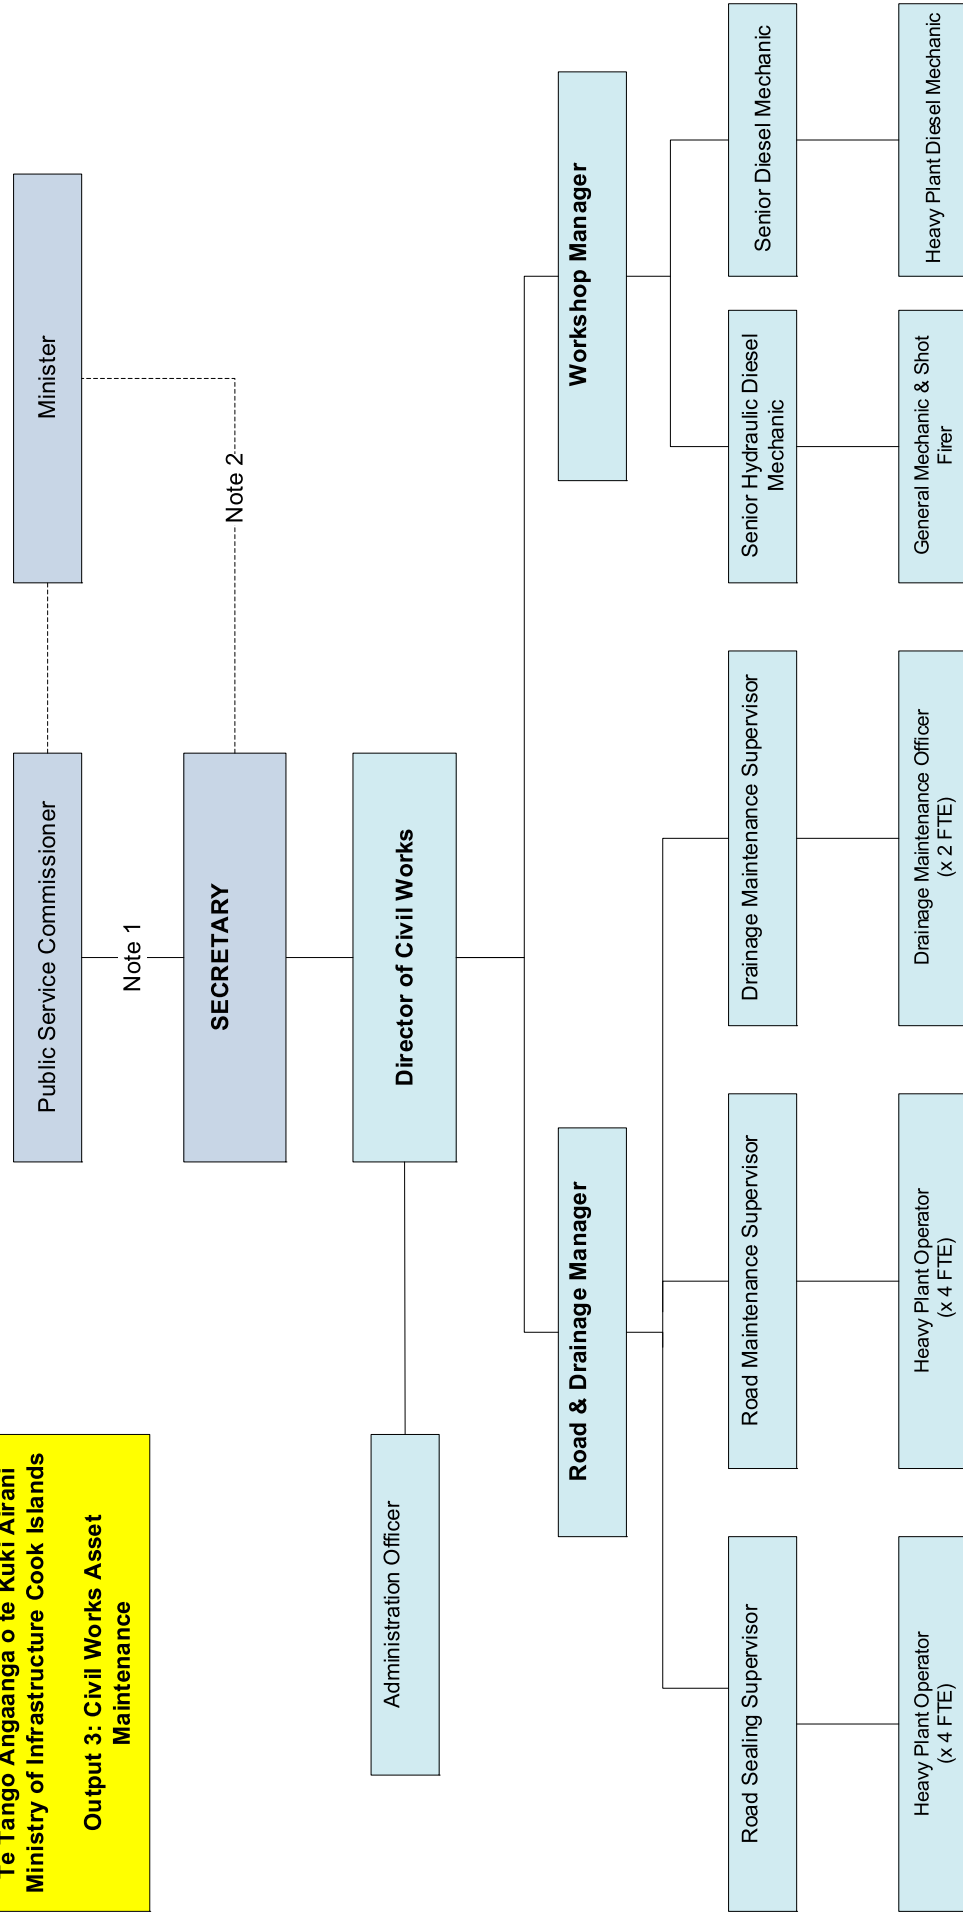 Te Tango Angaanga o te Kuki Airani
Ministry of Infrastructure Cook Islands
Output 3: Civil Works Asset
Maintenance
Public Service Commissioner
Minister
Note 1
Note 2
SECRETARY
Director of Civil Works
Administration Officer
Road & Drainage Manager
Workshop Manager
Road Sealing Supervisor
Road Maintenance Supervisor
Drainage Maintenance Supervisor
Senior Hydraulic Diesel
Mechanic
Senior Diesel Mechanic
Heavy Plant Operator
(x 4 FTE)
Heavy Plant Operator
(x 4 FTE)
Drainage Maintenance Officer
(x 2 FTE)
General Mechanic & Shot
Firer
Heavy Plant Diesel Mechanic